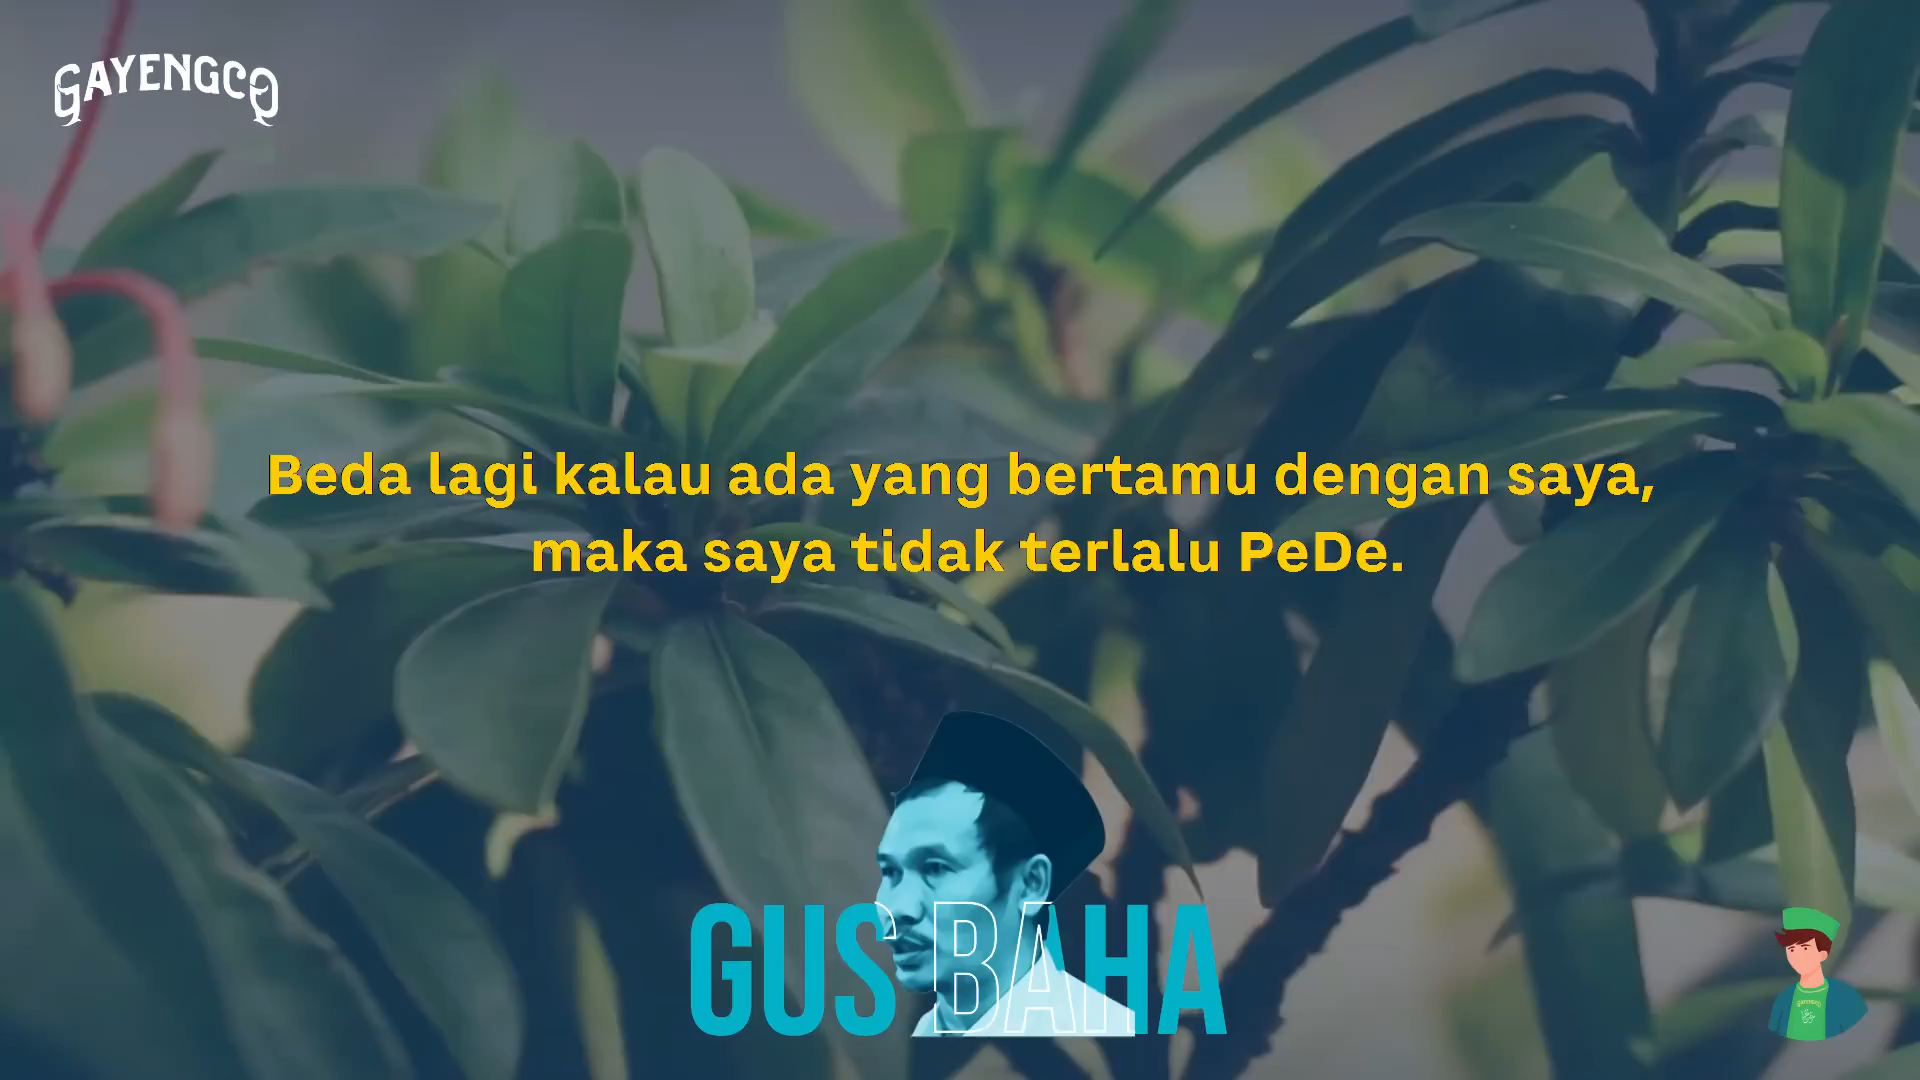 GAYENGCO
Beda lagi kalau ada yang bertamu dengan saya,
maka saya tidak terlalu PeDe.
GUS BAHA